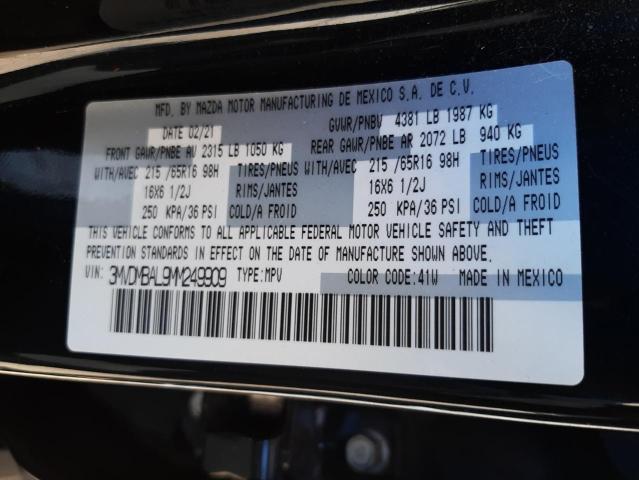 MFD. BY MAZDA MOTOR MANUFACTURING DE MEXICO S.A. DE C.V.
DATE 02/21 GVWR/PNBV 4381 LB 1987 KG
FRONT GAWR/PNBE AV 2315 LB 1050 KG REAR GAWR/PNBE AR 2072 LB 940 KG
WITH/AVEC 215 /65R16 98H TIRES/PNEUS WITH/AVEC 215 /65R16 98H TIRES/PNEUS
16X6 1/2J RIMS/JANTES 16X6 1/2J RIMS/JANTES
250 KPA/36 PSI COLD/A FROID 250 KPA/36 PSI COLD/A FROID
THIS VEHICLE CONFORMS TO ALL APPLICABLE FEDERAL MOTOR VEHICLE SAFETY AND THEFT
PREVENTION STANDARDS IN EFFECT ON THE DATE OF MANUFACTURE SHOWN ABOVE.
VIN: 3MVDMBAL9MM249909 TYPE:MPV COLOR CODE:41W MADE IN MEXICO